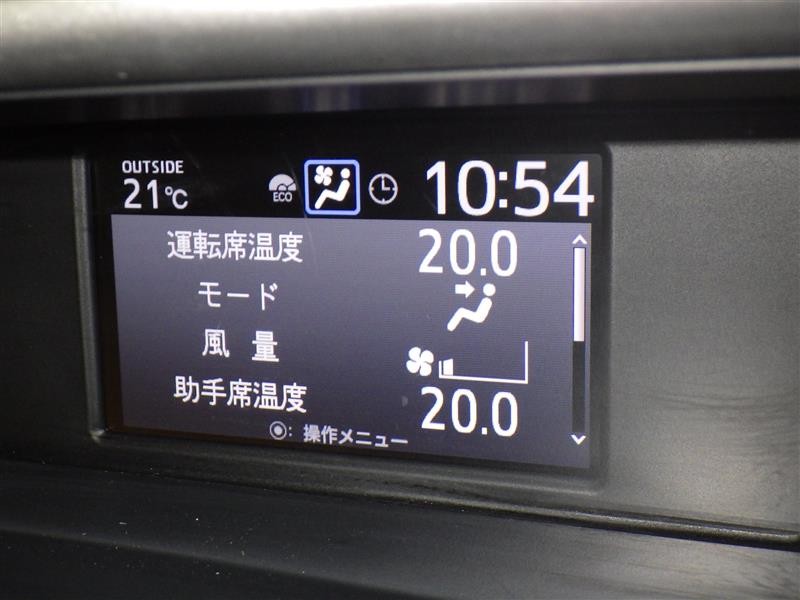 OUTSIDE
21℃
ECO
10:54
運転席温度 20.0
モード
風量
助手席温度 20.0
◉: 操作メニュー